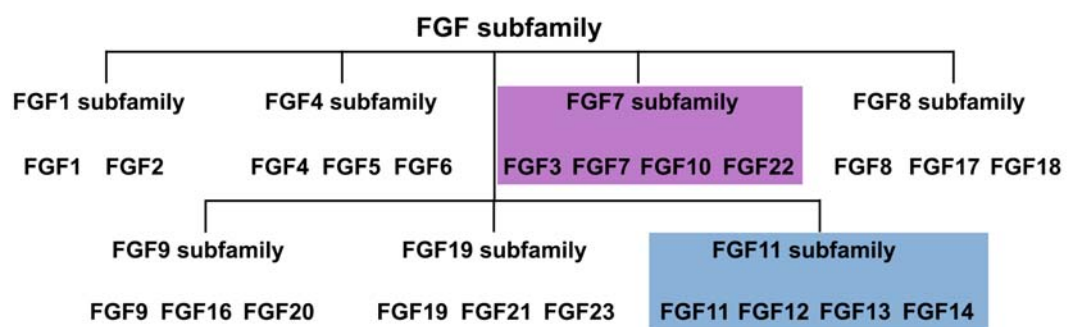 FGF subfamily
FGF1 subfamily FGF4 subfamily FGF7 subfamily FGF8 subfamily
FGF1 FGF2 FGF4 FGF5 FGF6 FGF3 FGF7 FGF10 FGF22 FGF8 FGF17 FGF18
FGF9 subfamily FGF19 subfamily FGF11 subfamily
FGF9 FGF16 FGF20 FGF19 FGF21 FGF23 FGF11 FGF12 FGF13 FGF14